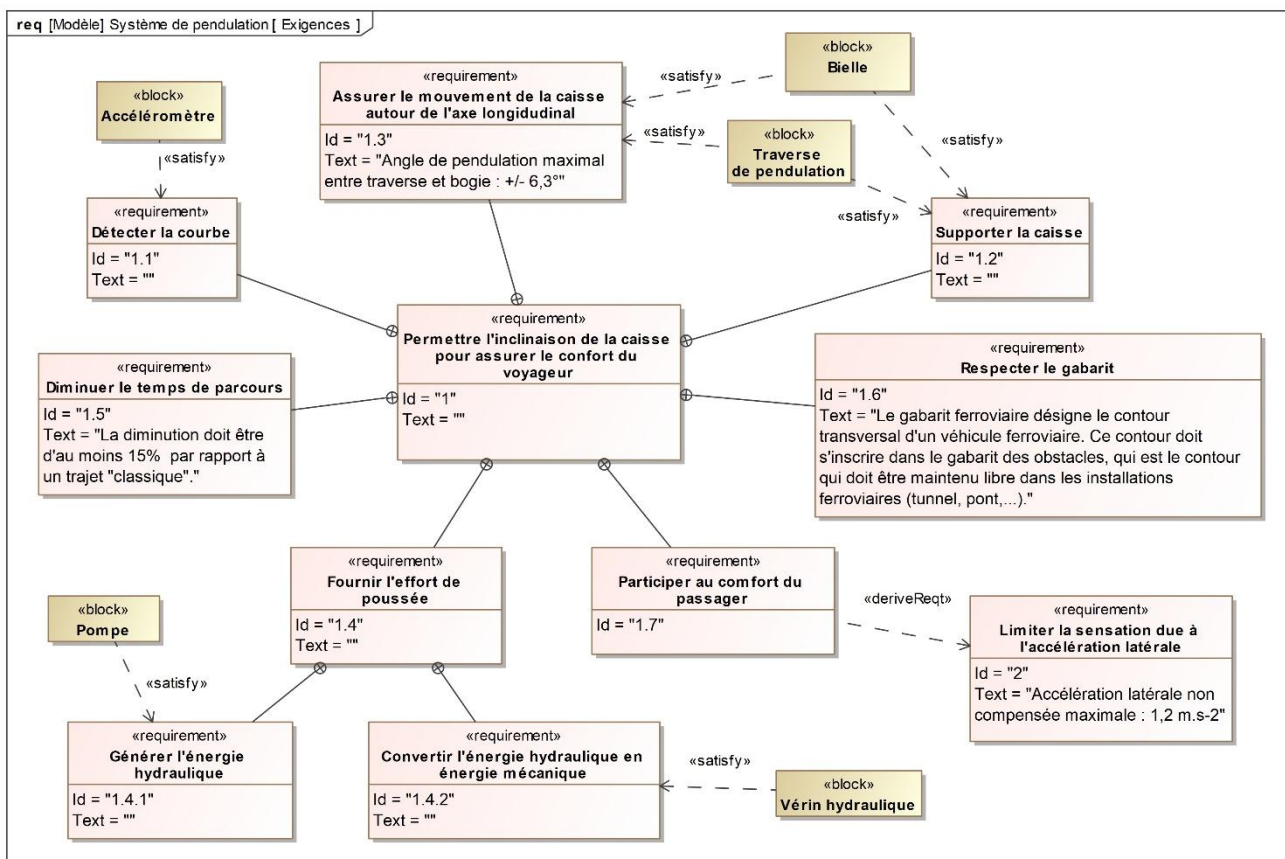 req [Modèle] Système de pendulation [ Exigences ]
«block»
Accéléromètre
«satisfy»
«requirement»
Assurer le mouvement de la caisse
autour de l'axe longidudinal
Id = "1.3"
Text = "Angle de pendulation maximal
entre traverse et bogie : +/- 6,3°"
«satisfy»
«satisfy»
«block»
Bielle
«block»
Traverse
de pendulation
«satisfy»
«satisfy»
«requirement»
Détecter la courbe
Id = "1.1"
Text = ""
«requirement»
Supporter la caisse
Id = "1.2"
Text = ""
«requirement»
Permettre l'inclinaison de la caisse
pour assurer le confort du
voyageur
Id = "1"
Text = ""
«requirement»
Diminuer le temps de parcours
Id = "1.5"
Text = "La diminution doit être
d'au moins 15% par rapport à
un trajet "classique"."
«requirement»
Respecter le gabarit
Id = "1.6"
Text = "Le gabarit ferroviaire désigne le contour
transversal d'un véhicule ferroviaire. Ce contour doit
s'inscrire dans le gabarit des obstacles, qui est le contour
qui doit être maintenu libre dans les installations
ferroviaires (tunnel, pont,...)."
«requirement»
Fournir l'effort de
poussée
Id = "1.4"
Text = ""
«requirement»
Participer au comfort du
passager
Id = "1.7"
«deriveReqt»
«requirement»
Limiter la sensation due à
l'accélération latérale
Id = "2"
Text = "Accélération latérale non
compensée maximale : 1,2 m.s-2"
«block»
Pompe
«satisfy»
«requirement»
Générer l'énergie
hydraulique
Id = "1.4.1"
Text = ""
«requirement»
Convertir l'énergie hydraulique en
énergie mécanique
Id = "1.4.2"
Text = ""
«satisfy»
«block»
Vérin hydraulique